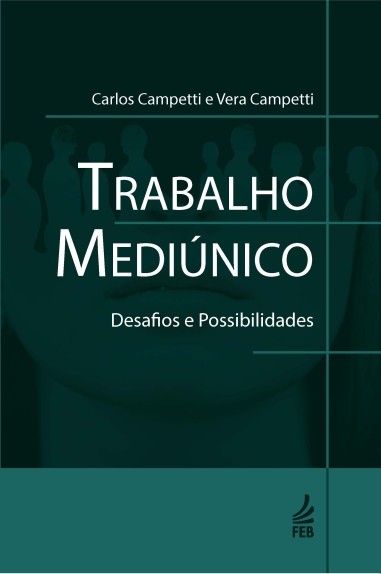 Carlos Campetti e Vera Campetti
TRABALHO
MEDIÚNICO
Desafios e Possibilidades
FEB